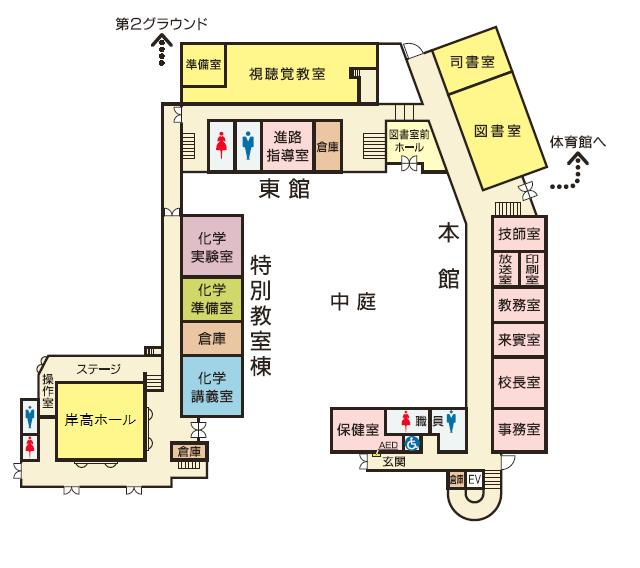 第２グラウンド
準備室
視聴覚教室
司書室
図書室
進路
指導室
倉庫
図書室前
ホール
体育館へ
東館
本館
技師室
放送室
印刷室
化学
実験室
特別教室棟
中庭
化学
準備室
教務室
倉庫
来賓室
化学
講義室
校長室
ステージ
操作室
岸高ホール
保健室
職員
事務室
AED
玄関
倉庫
倉庫
EV